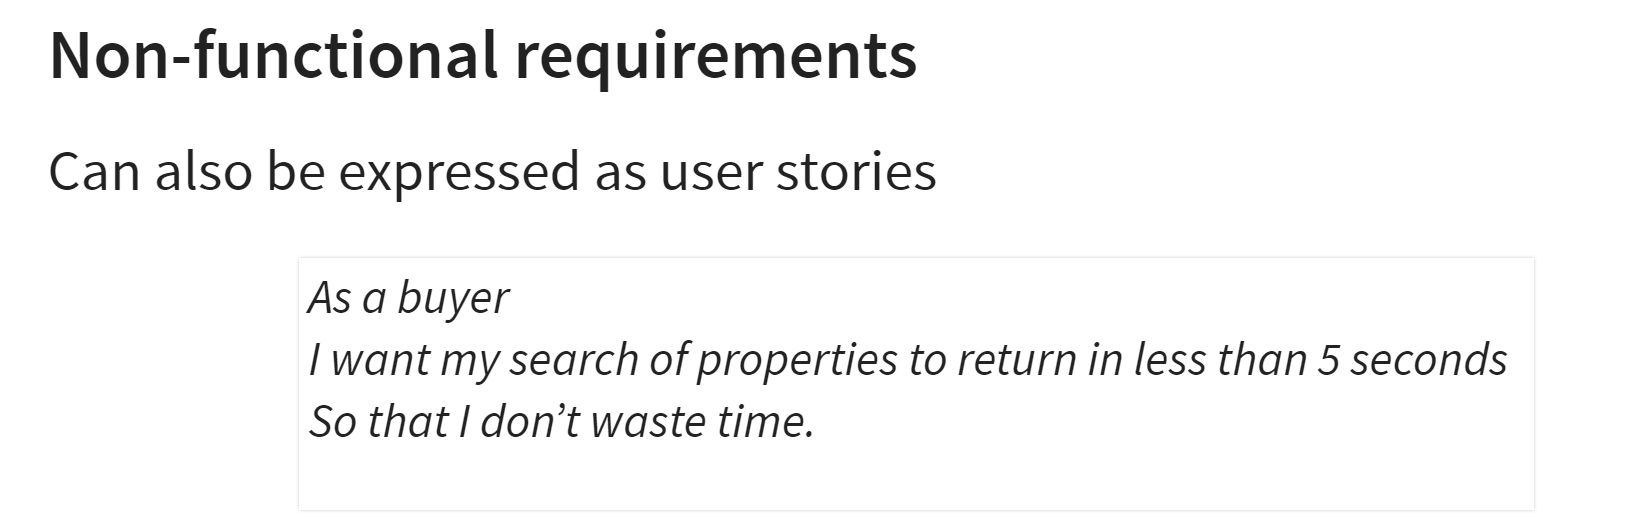 Non-functional requirements
Can also be expressed as user stories
As a buyer
I want my search of properties to return in less than 5 seconds
So that I don’t waste time.